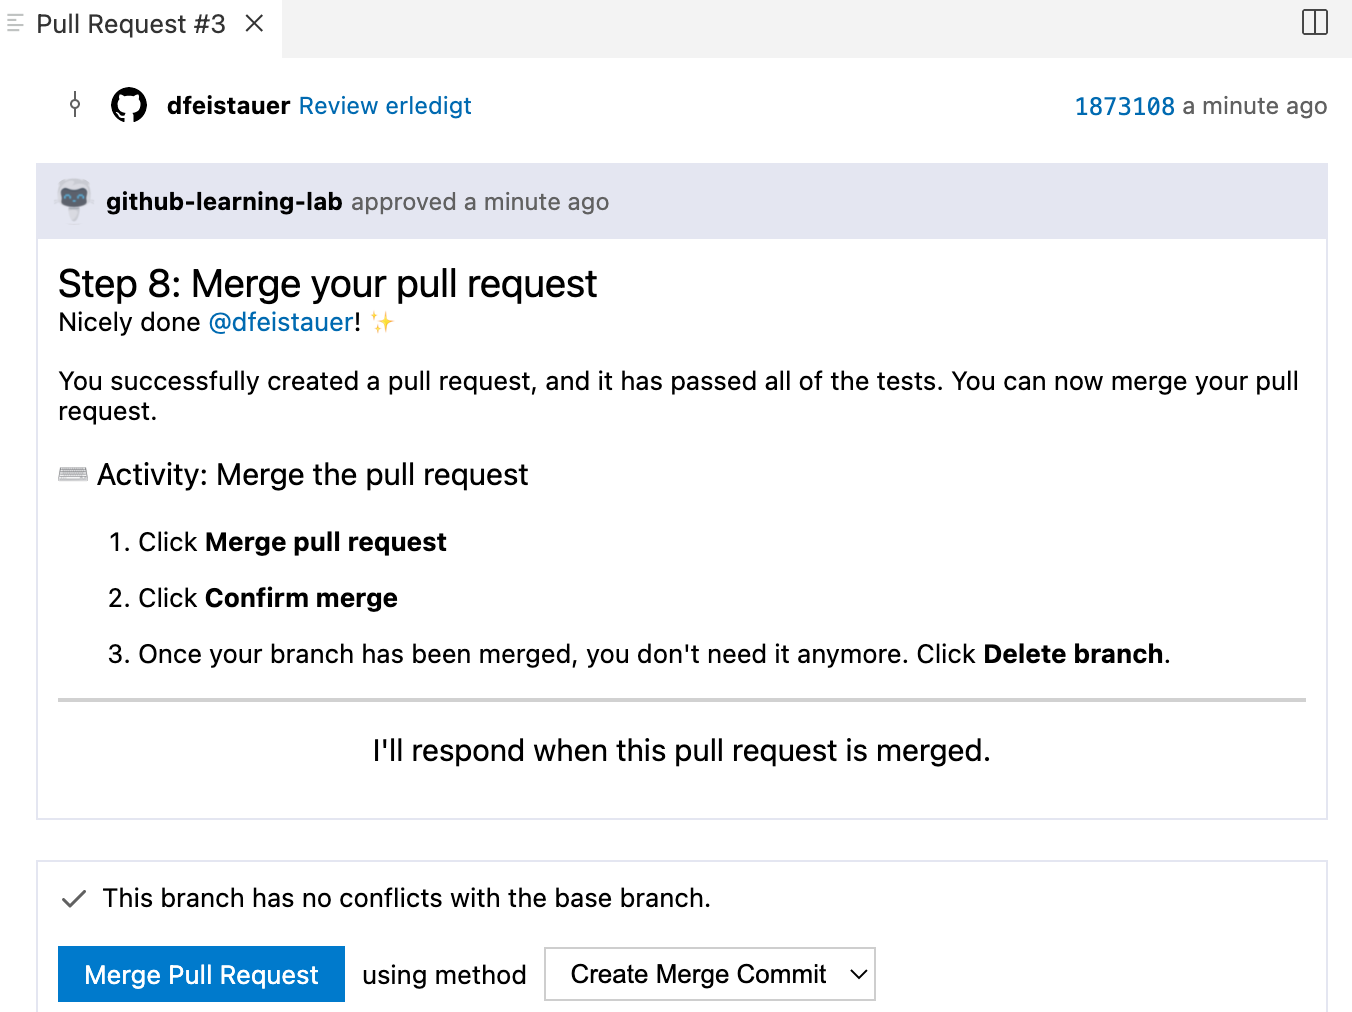 Pull Request #3
dfeistauer Review erledigt 1873108 a minute ago
github-learning-lab approved a minute ago
Step 8: Merge your pull request
Nicely done @dfeistauer! ✨
You successfully created a pull request, and it has passed all of the tests. You can now merge your pull
request.
⌨️ Activity: Merge the pull request
1. Click Merge pull request
2. Click Confirm merge
3. Once your branch has been merged, you don't need it anymore. Click Delete branch.
I'll respond when this pull request is merged.
This branch has no conflicts with the base branch.
Merge Pull Request using method Create Merge Commit